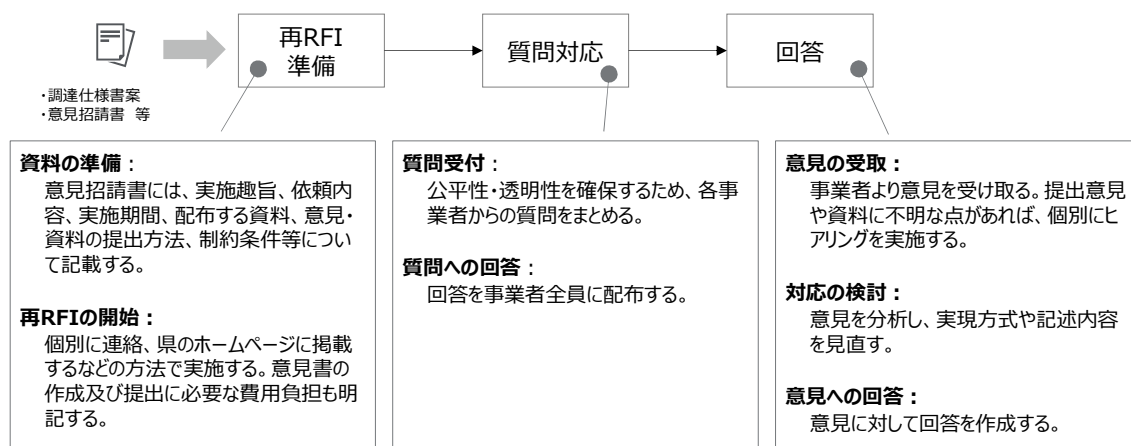 再RFI
準備
質問対応
回答
・調達仕様書案
・意見招請書 等
資料の準備：
意見招請書には、実施趣旨、依頼内
容、実施期間、配布する資料、意見・
資料の提出方法、制約条件等につい
て記載する。
再RFIの開始：
個別に連絡、県のホームページに掲載
するなどの方法で実施する。意見書の
作成及び提出に必要な費用負担も明
記する。
質問受付：
公平性・透明性を確保するため、各事
業者からの質問をまとめる。
質問への回答：
回答を事業者全員に配布する。
意見の受取：
事業者より意見を受け取る。提出意見
や資料に不明な点があれば、個別にヒ
アリングを実施する。
対応の検討：
意見を分析し、実現方式や記述内容
を見直す。
意見への回答：
意見に対して回答を作成する。